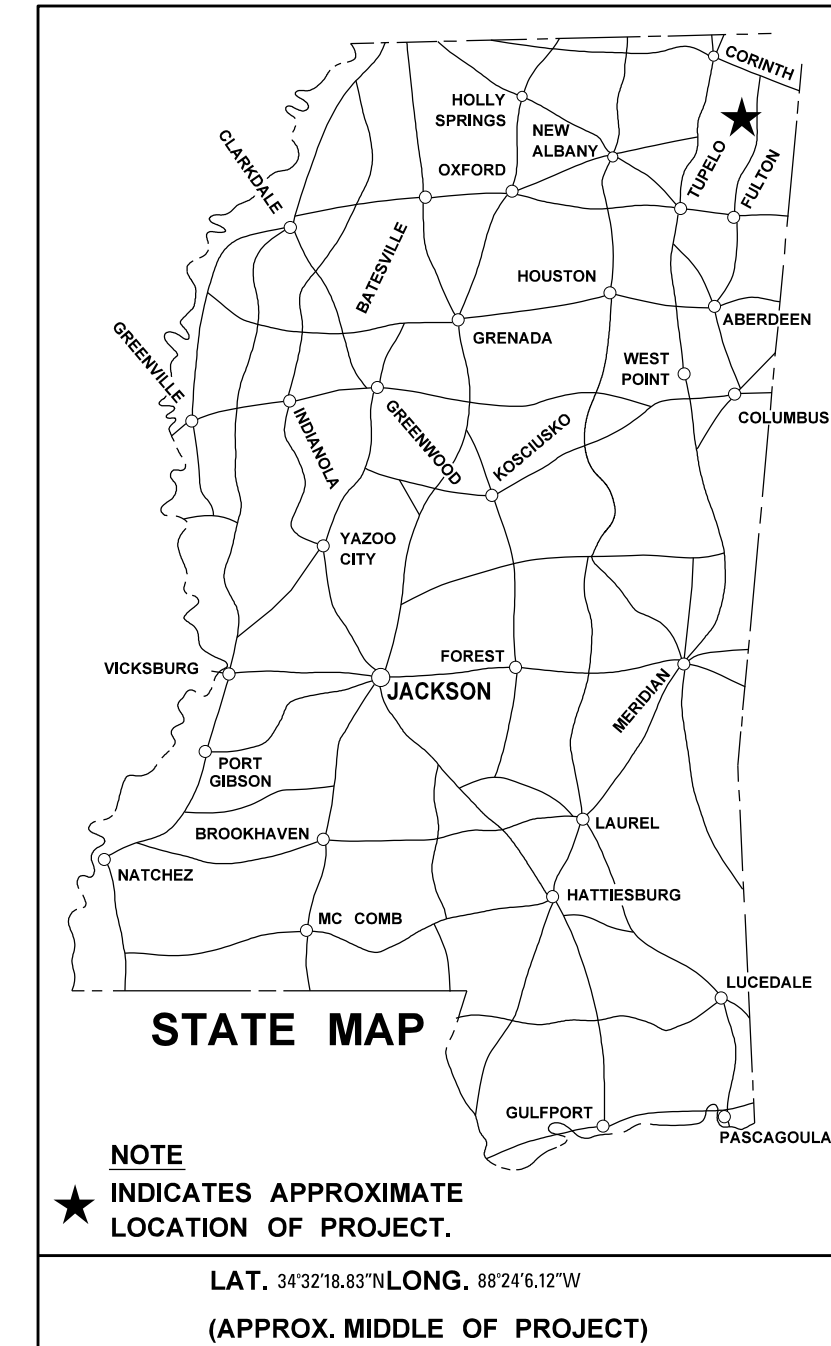 CORINTH
HOLLY
SPRINGS
NEW
ALBANY
TUPELO
FULTON
CLARKDALE
OXFORD
BATESVILLE
HOUSTON
ABERDEEN
GREENVILLE
GRENADA
WEST
POINT
COLUMBUS
INDIANOLA
GREENWOOD
KOSCIUSKO
YAZOO
CITY
VICKSBURG
FOREST
MERIDIAN
JACKSON
PORT
GIBSON
BROOKHAVEN
LAUREL
NATCHEZ
HATTIESBURG
MC COMB
LUCEDALE
STATE MAP
GULFPORT
PASCAGOULA
NOTE
INDICATES APPROXIMATE
LOCATION OF PROJECT.
LAT. 34°32'18.83"N LONG. 88°24'6.12"W
(APPROX. MIDDLE OF PROJECT)